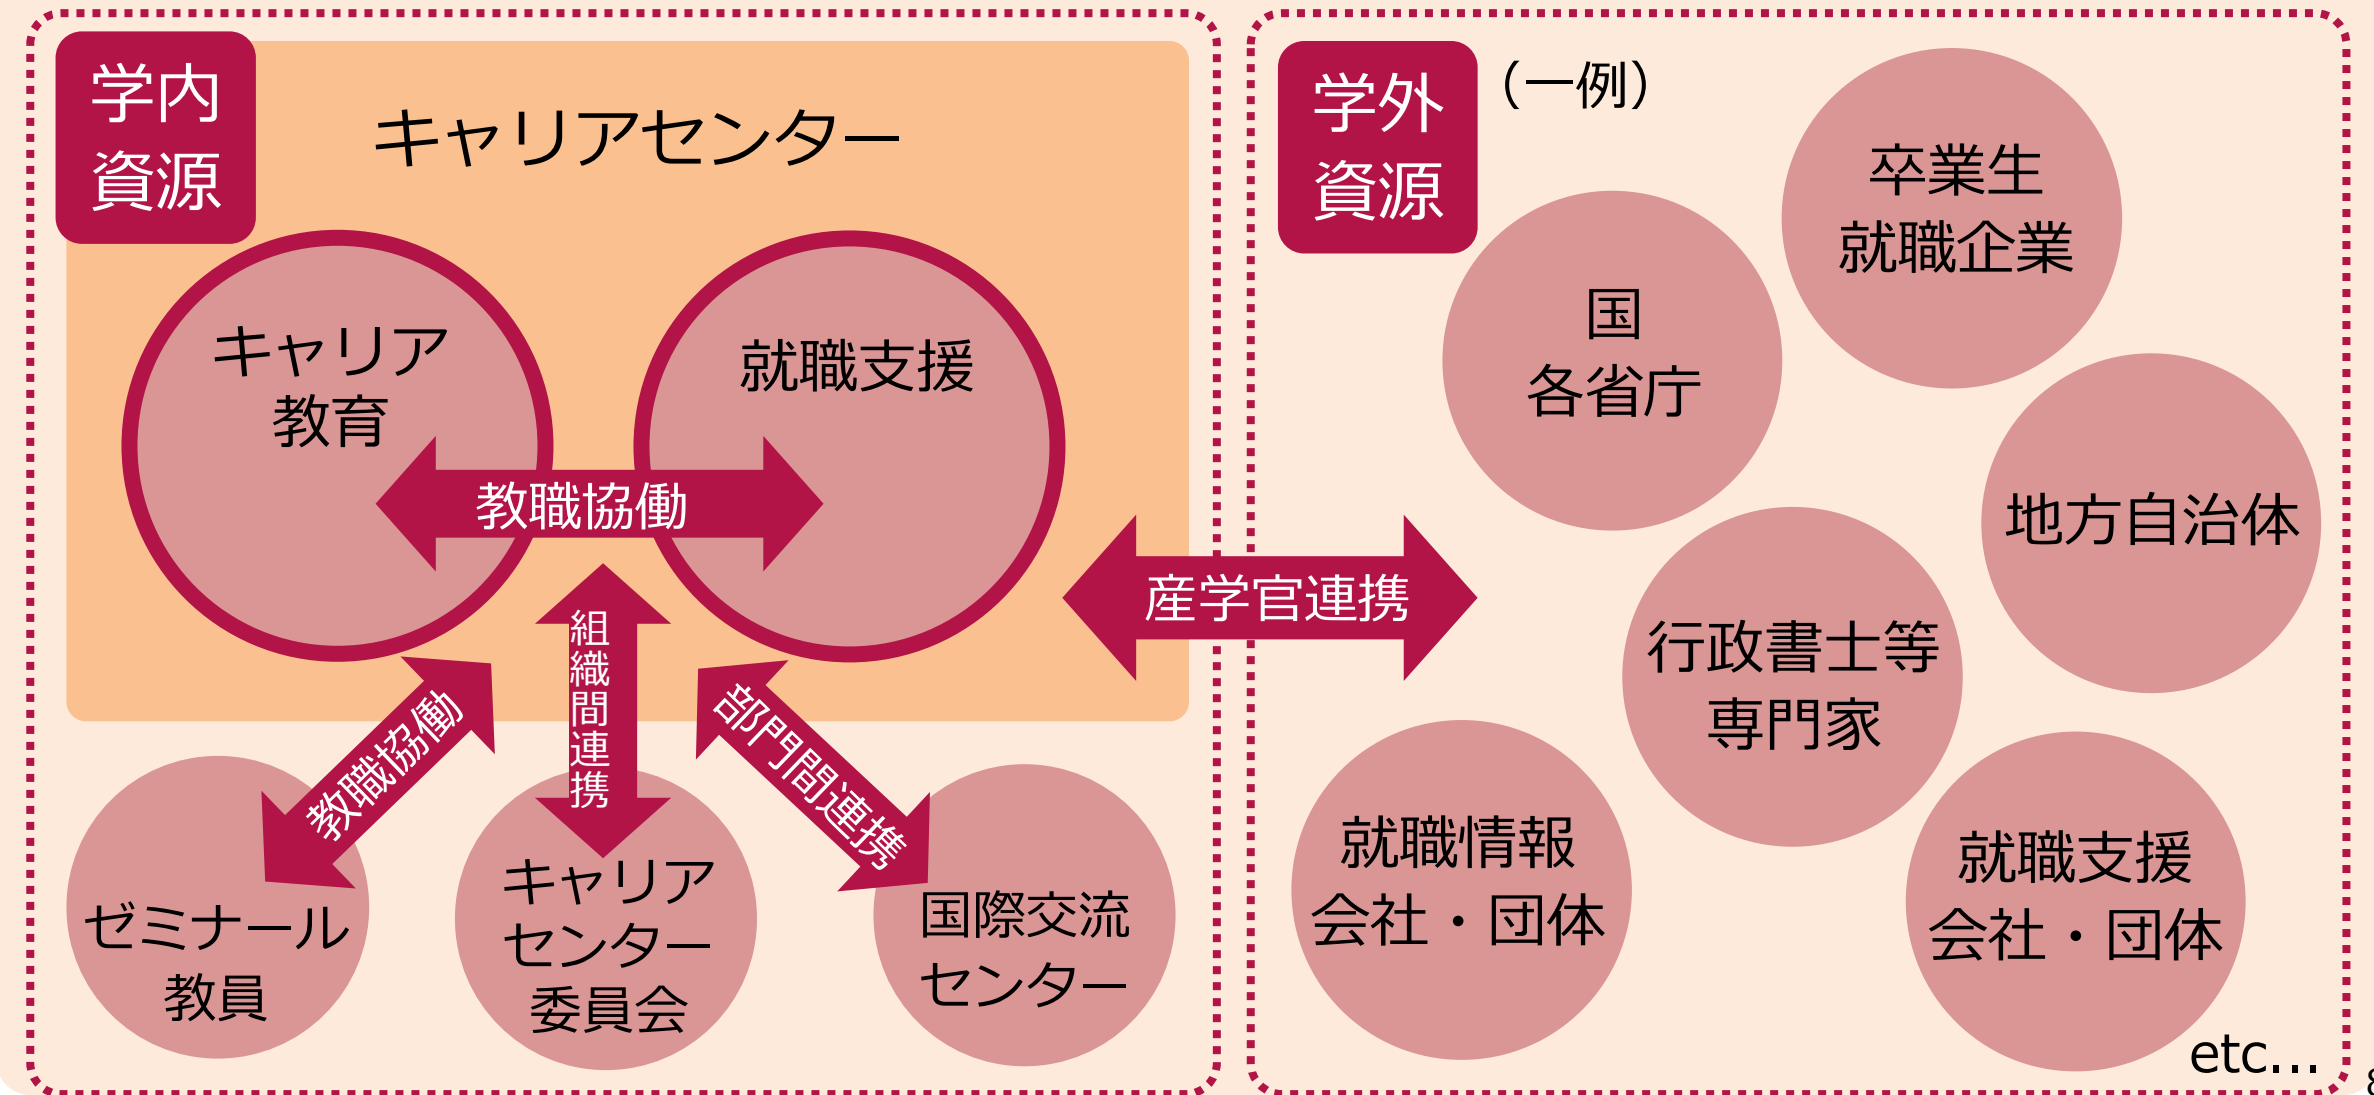 学内
資源
キャリアセンター
キャリア
教育
就職支援
教職協働
教職協働
組織間連携
部門間連携
ゼミナール
教員
キャリア
センター
委員会
国際交流
センター
産学官連携
学外
資源
（一例）
卒業生
就職企業
国
各省庁
地方自治体
行政書士等
専門家
就職情報
会社・団体
就職支援
会社・団体
etc...